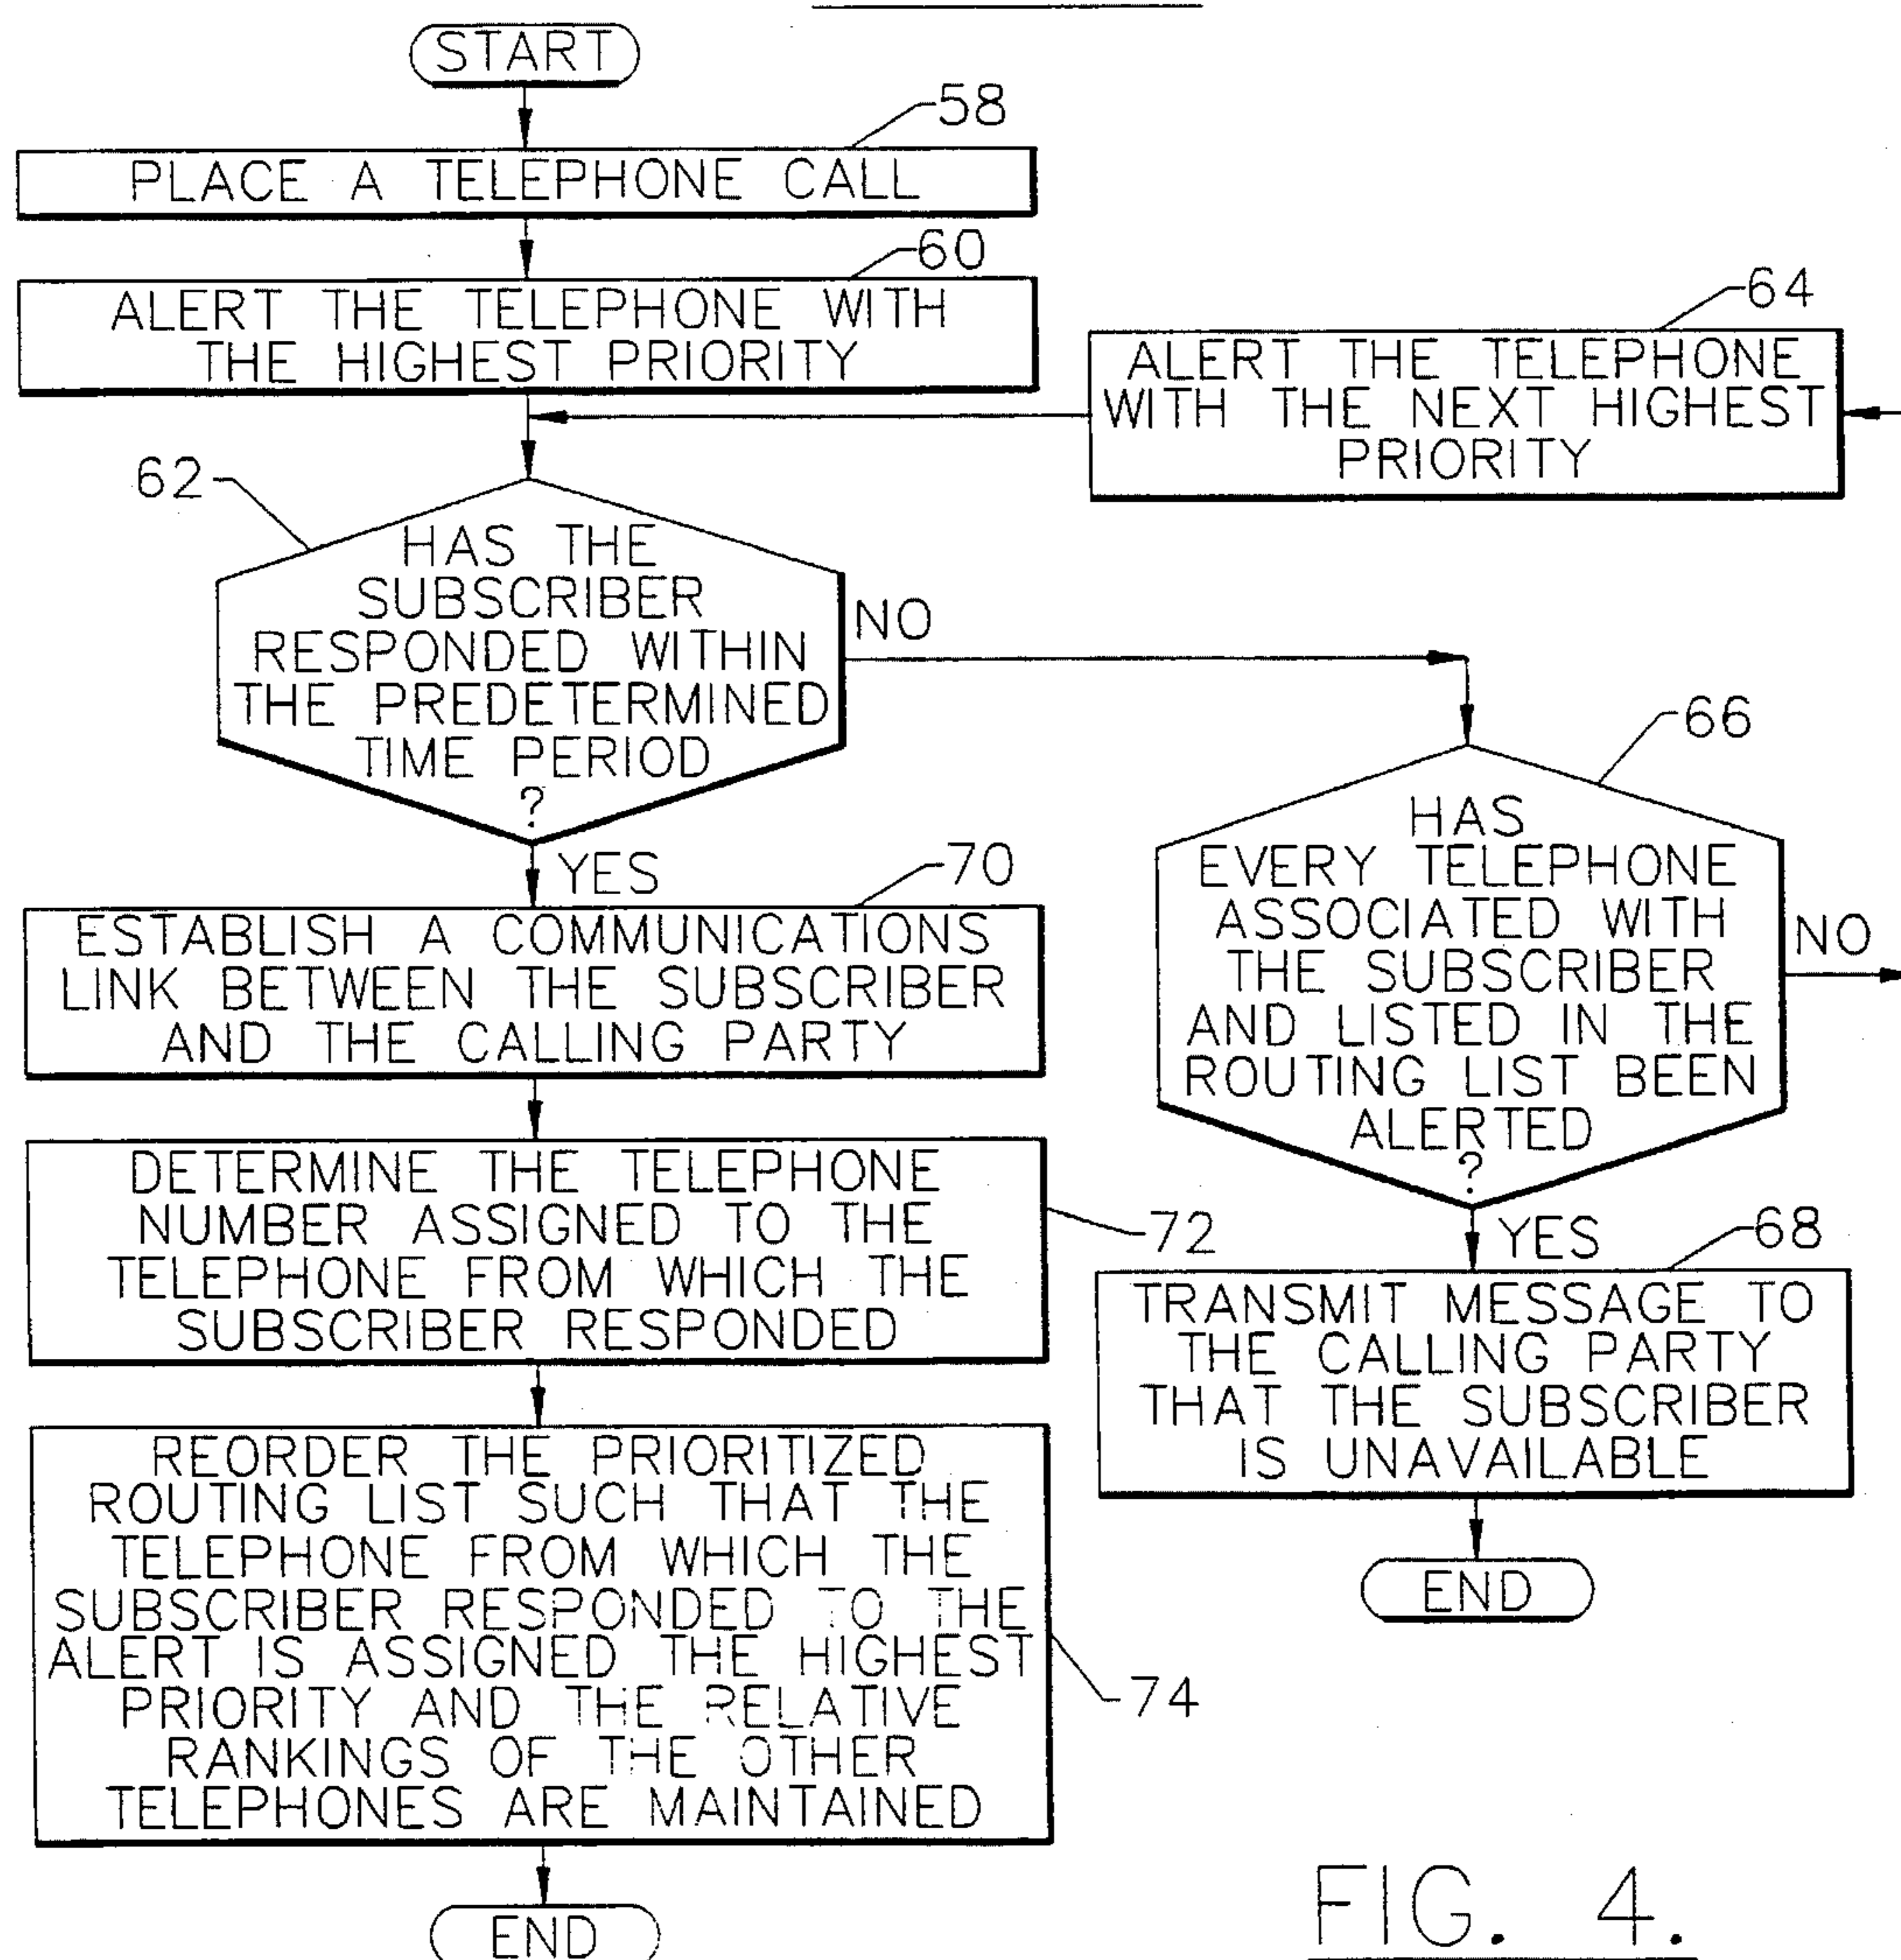 START
58
PLACE A TELEPHONE CALL
60
ALERT THE TELEPHONE WITH
THE HIGHEST PRIORITY
64
ALERT THE TELEPHONE
WITH THE NEXT HIGHEST
PRIORITY
62
HAS THE
SUBSCRIBER
RESPONDED WITHIN
THE PREDETERMINED
TIME PERIOD
?
NO
YES
66
HAS
EVERY TELEPHONE
ASSOCIATED WITH
THE SUBSCRIBER
AND LISTED IN THE
ROUTING LIST BEEN
ALERTED
?
NO
YES
70
ESTABLISH A COMMUNICATIONS
LINK BETWEEN THE SUBSCRIBER
AND THE CALLING PARTY
DETERMINE THE TELEPHONE
NUMBER ASSIGNED TO THE
TELEPHONE FROM WHICH THE
SUBSCRIBER RESPONDED
72
68
TRANSMIT MESSAGE TO
THE CALLING PARTY
THAT THE SUBSCRIBER
IS UNAVAILABLE
END
REORDER THE PRIORITIZED
ROUTING LIST SUCH THAT THE
TELEPHONE FROM WHICH THE
SUBSCRIBER RESPONDED TO THE
ALERT IS ASSIGNED THE HIGHEST
PRIORITY AND THE RELATIVE
RANKINGS OF THE OTHER
TELEPHONES ARE MAINTAINED
74
END
FIG. 4.